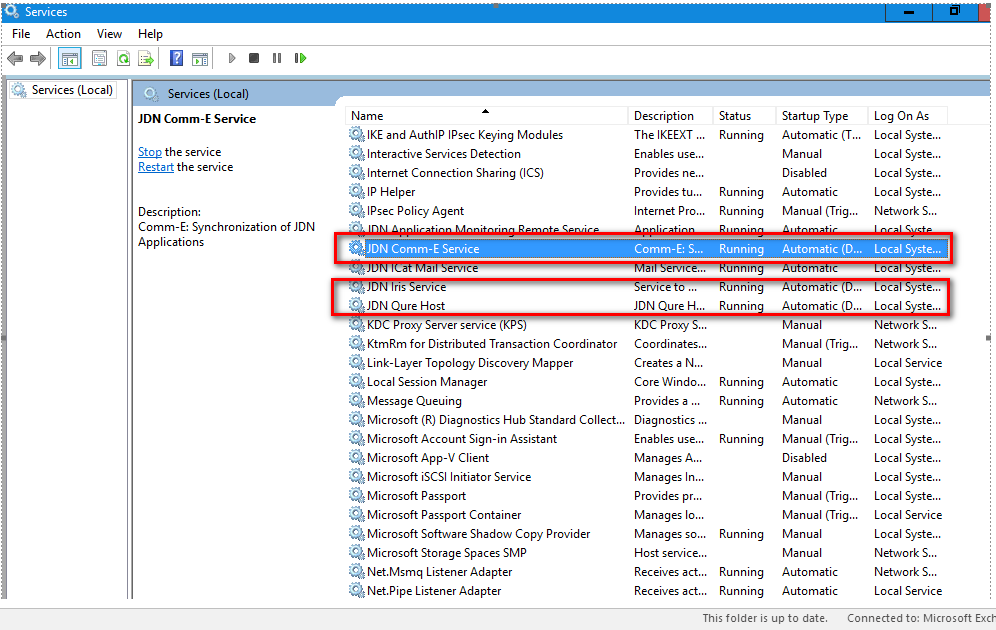 Services
File Action View Help
Services (Local)
Services (Local)
JDN Comm-E Service
Stop the service
Restart the service
Description:
Comm-E: Synchronization of JDN
Applications
Name Description Status Startup Type Log On As
IKE and AuthIP IPsec Keying Modules The IKEEXT ... Running Automatic (T... Local Syste...
Interactive Services Detection Enables use... Manual Local Syste...
Internet Connection Sharing (ICS) Provides ne... Disabled Local Syste...
IP Helper Provides tu... Running Automatic Local Syste...
IPsec Policy Agent Internet Pro... Running Manual (Trig... Network S...
JDN Application Monitoring Remote Service Application... Running Automatic Local Syste...
JDN Comm-E Service Comm-E: S... Running Automatic (D... Local Syste...
JDN ICat Mail Service Mail Service... Running Automatic Local Syste...
JDN Iris Service Service to ... Running Automatic (D... Local Syste...
JDN Qure Host JDN Qure H... Running Automatic (D... Local Syste...
KDC Proxy Server service (KPS) KDC Proxy S... Manual Network S...
KtmRm for Distributed Transaction Coordinator Coordinates... Manual (Trig... Network S...
Link-Layer Topology Discovery Mapper Creates a N... Manual Local Service
Local Session Manager Core Windo... Running Automatic Local Syste...
Message Queuing Provides a ... Running Automatic Network S...
Microsoft (R) Diagnostics Hub Standard Collect... Diagnostics ... Manual Local Syste...
Microsoft Account Sign-in Assistant Enables use... Running Manual (Trig... Local Syste...
Microsoft App-V Client Manages A... Disabled Local Syste...
Microsoft iSCSI Initiator Service Manages In... Manual Local Syste...
Microsoft Passport Provides pr... Manual (Trig... Local Syste...
Microsoft Passport Container Manages lo... Manual (Trig... Local Service
Microsoft Software Shadow Copy Provider Manages so... Running Manual Local Syste...
Microsoft Storage Spaces SMP Host service... Manual Network S...
Net.Msmq Listener Adapter Receives act... Running Automatic Network S...
Net.Pipe Listener Adapter Receives act... Running Automatic Local Service
This folder is up to date. Connected to: Microsoft Exch